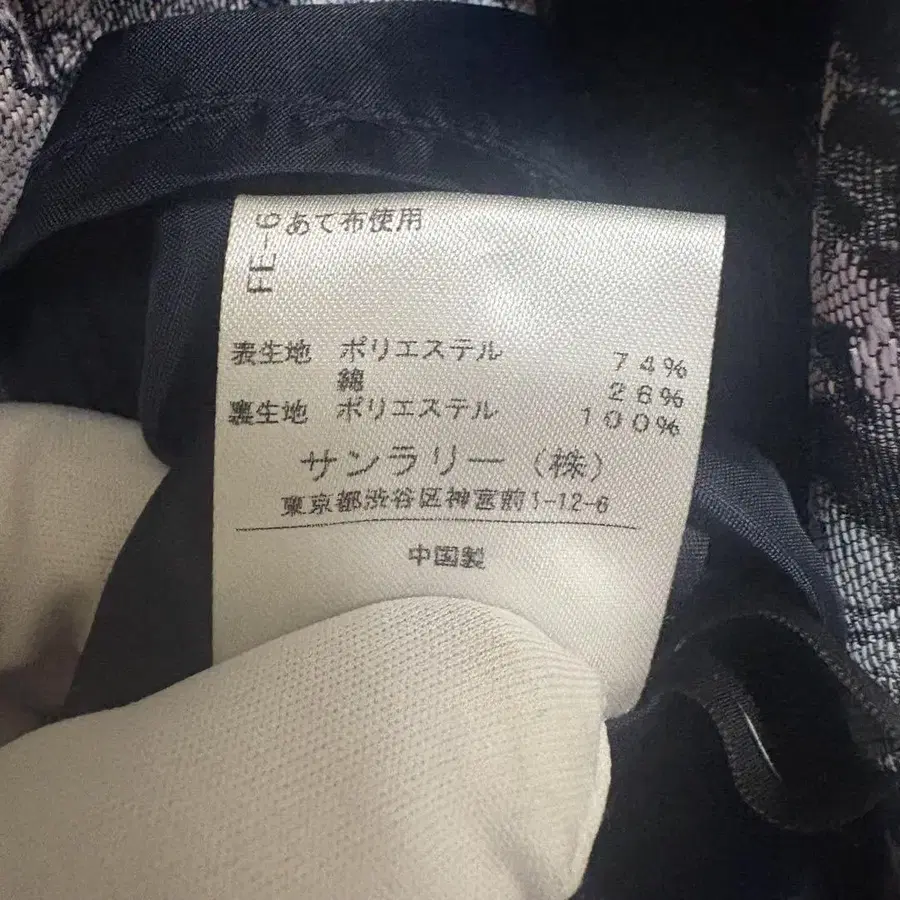 FE-6
あて布使用
表生地 ポリエステル 74%
綿 26%
裏生地 ポリエステル 100%
サンラリー (株)
東京都渋谷区神宮前1-12-6
中国製